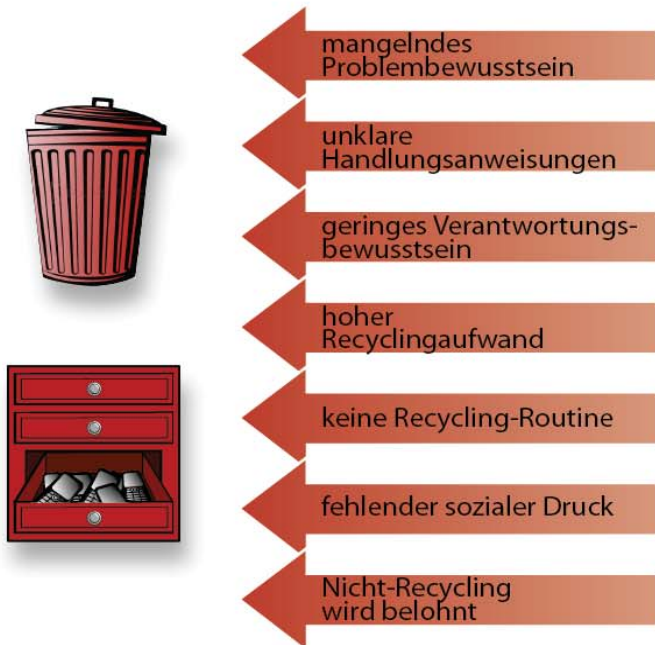 mangelndes
Problembewusstsein
unklare
Handlungsanweisungen
geringes Verantwortungs-
bewusstsein
hoher
Recyclingaufwand
keine Recycling-Routine
fehlender sozialer Druck
Nicht-Recycling
wird belohnt